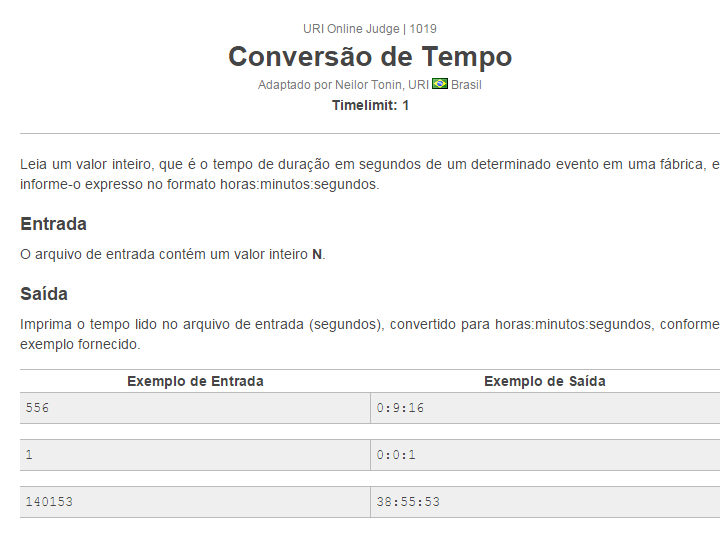 URI Online Judge | 1019
Conversão de Tempo
Adaptado por Neilor Tonin, URI Brasil
Timelimit: 1
Leia um valor inteiro, que é o tempo de duração em segundos de um determinado evento em uma fábrica, e
informe-o expresso no formato horas:minutos:segundos.
Entrada
O arquivo de entrada contém um valor inteiro N.
Saída
Imprima o tempo lido no arquivo de entrada (segundos), convertido para horas:minutos:segundos, conforme
exemplo fornecido.
Exemplo de Entrada Exemplo de Saída
556 0:9:16
1 0:0:1
140153 38:55:53